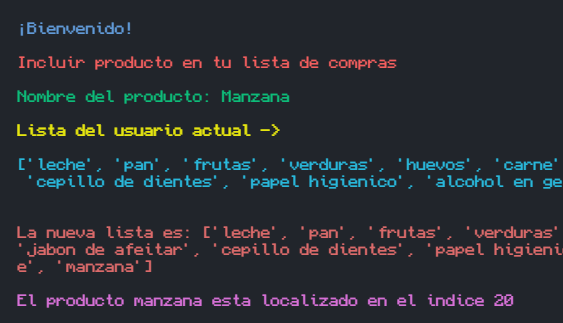 ¡Bienvenido!
Incluir producto en tu lista de compras
Nombre del producto: Manzana
Lista del usuario actual ->
['leche', 'pan', 'frutas', 'verduras', 'huevos', 'carne'
'cepillo de dientes', 'papel higienico', 'alcohol en ge
La nueva lista es: ['leche', 'pan', 'frutas', 'verduras'
'jabon de afeitar', 'cepillo de dientes', 'papel higieni
e', 'manzana']
El producto manzana esta localizado en el indice 20